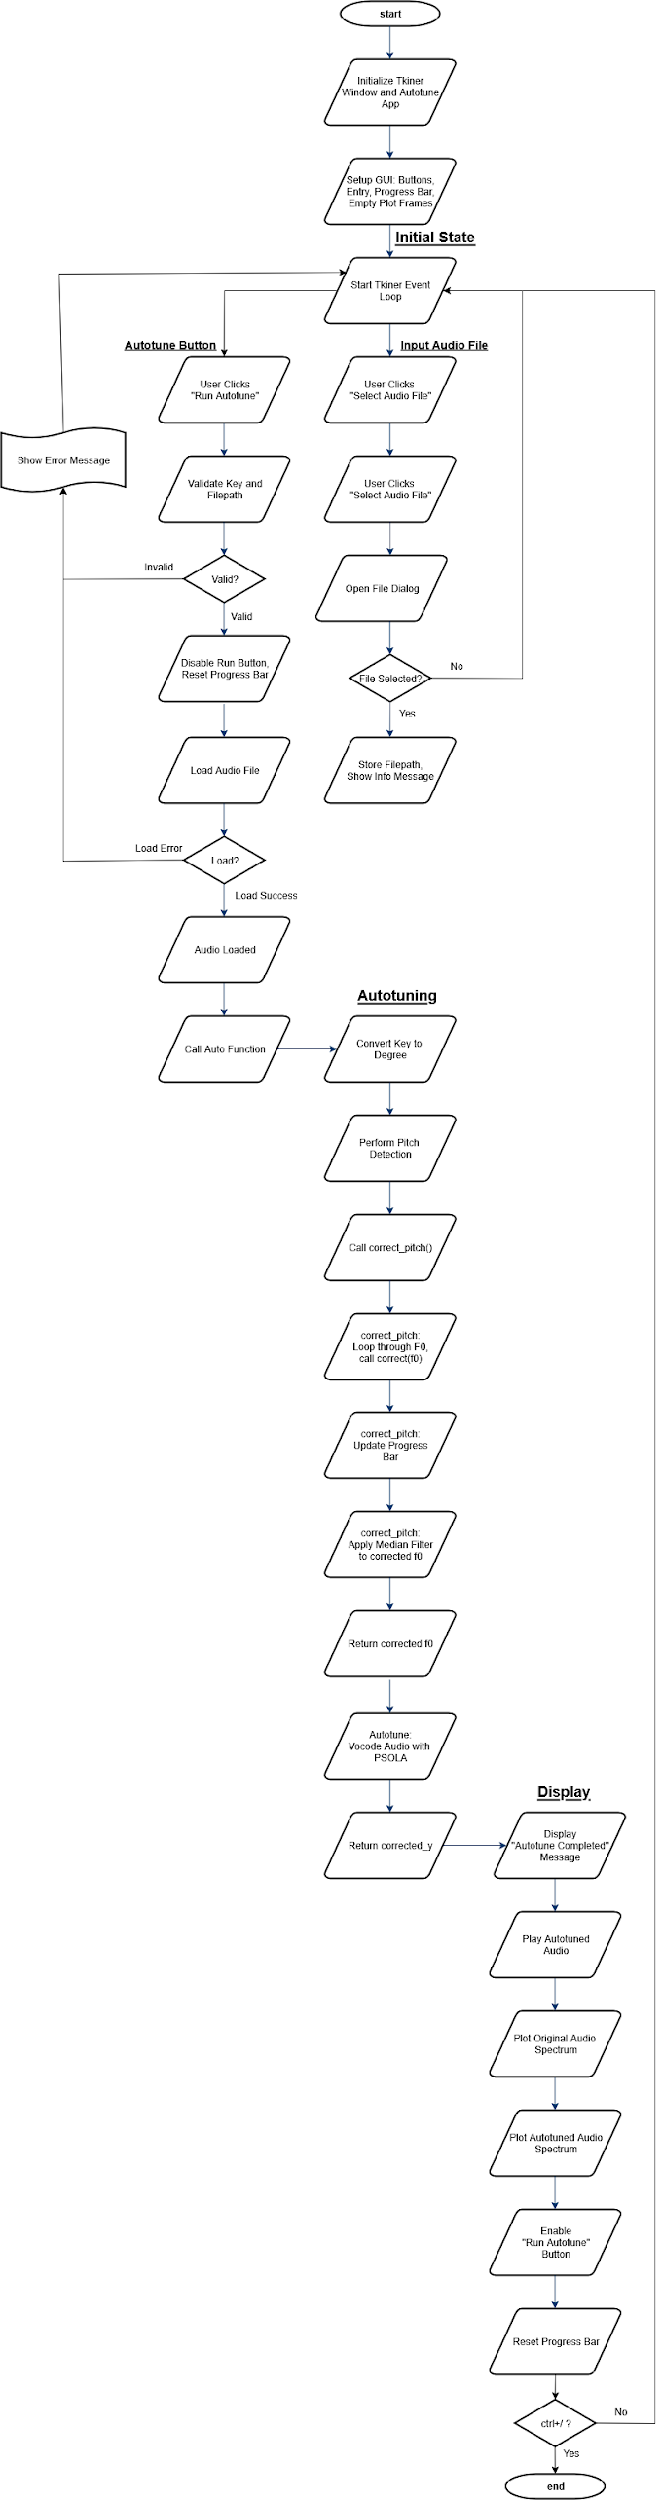 start
Initialize Tkiner
Window and Autotune
App
Setup GUI: Buttons,
Entry, Progress Bar,
Empty Plot Frames
Initial State
Start Tkiner Event
Loop
Autotune Button
Input Audio File
User Clicks
"Run Autotune"
User Clicks
"Select Audio File"
Show Error Message
Validate Key and
Filepath
User Clicks
"Select Audio File"
Invalid
Valid?
Open File Dialog
Valid
Disable Run Button,
Reset Progress Bar
File Selected?
No
Yes
Load Audio File
Store Filepath,
Show Info Message
Load Error
Load?
Load Success
Audio Loaded
Autotuning
Call Auto Function
Convert Key to
Degree
Perform Pitch
Detection
Call correct_pitch()
correct_pitch:
Loop through F0,
call correct(f0)
correct_pitch:
Update Progress
Bar
correct_pitch:
Apply Median Filter
to corrected f0
Return corrected f0
Autotune:
Vocode Audio with
PSOLA
Display
Return corrected_y
Display
"Autotune Completed"
Message
Play Autotuned
Audio
Plot Original Audio
Spectrum
Plot Autotuned Audio
Spectrum
Enable
"Run Autotune"
Button
Reset Progress Bar
ctrl+/ ?
No
Yes
end